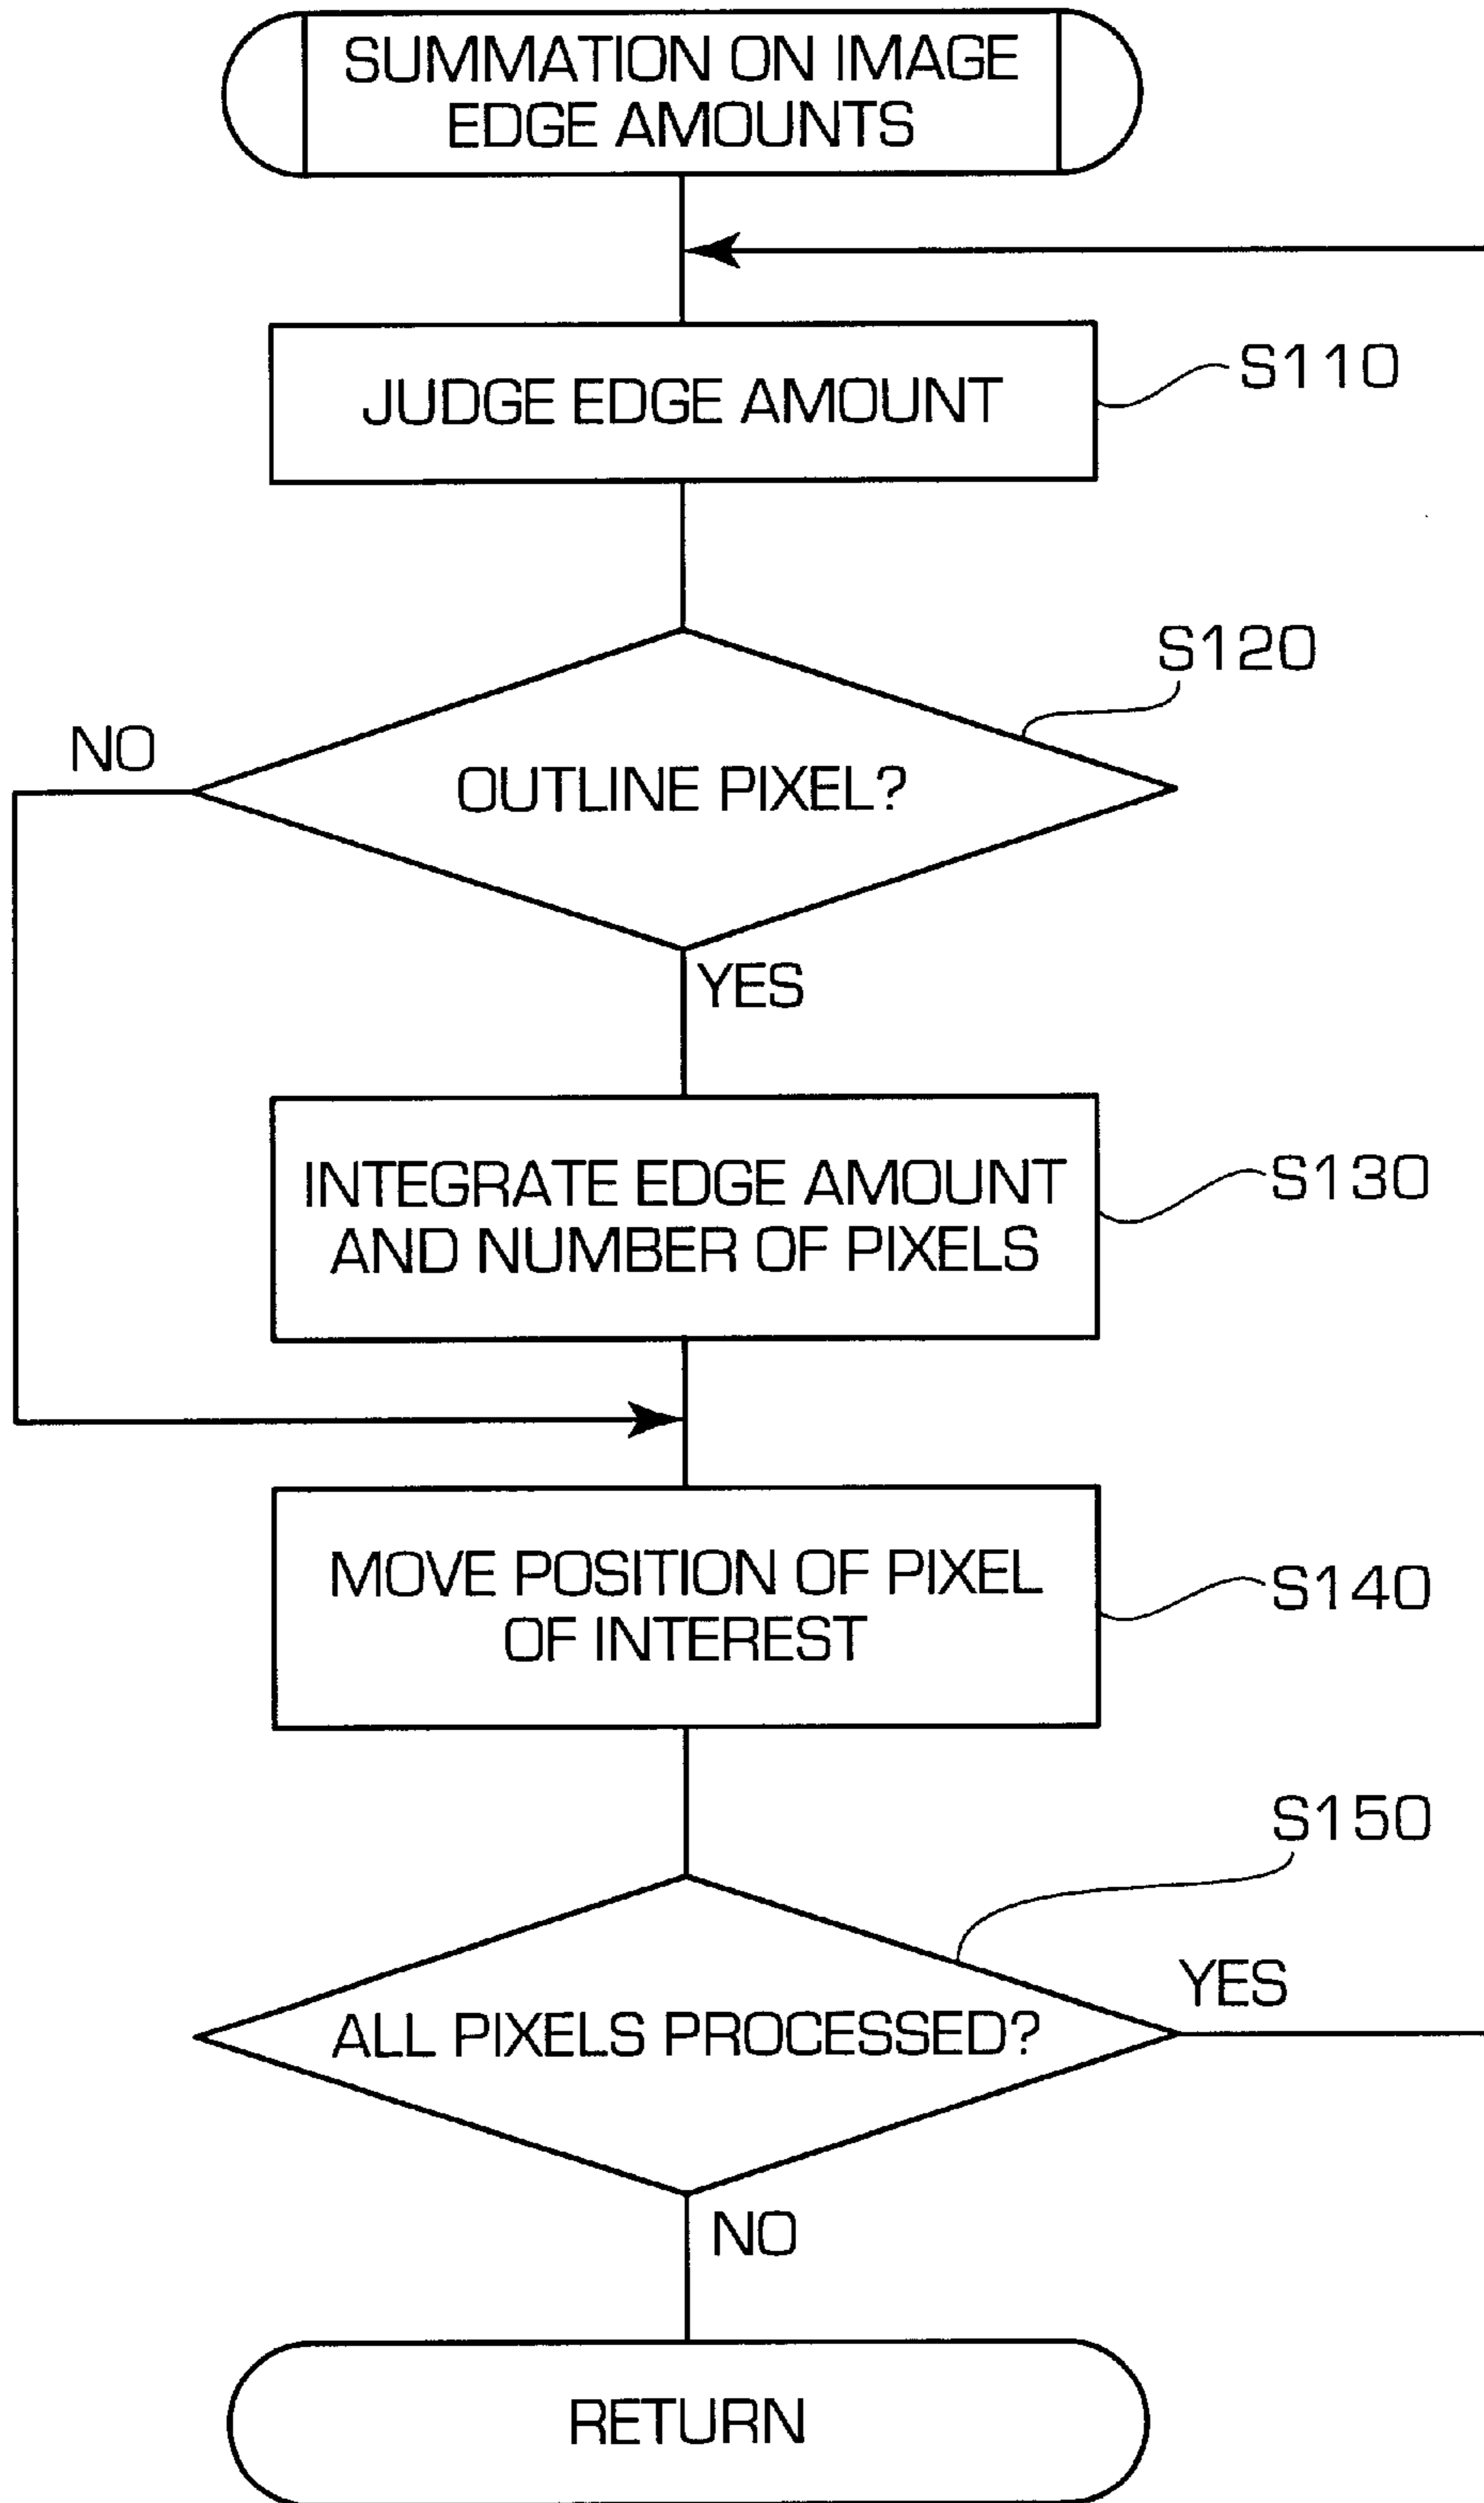 SUMMATION ON IMAGE
EDGE AMOUNTS
JUDGE EDGE AMOUNT
S110
S120
NO
OUTLINE PIXEL?
YES
INTEGRATE EDGE AMOUNT
AND NUMBER OF PIXELS
S130
MOVE POSITION OF PIXEL
OF INTEREST
S140
S150
YES
ALL PIXELS PROCESSED?
NO
RETURN